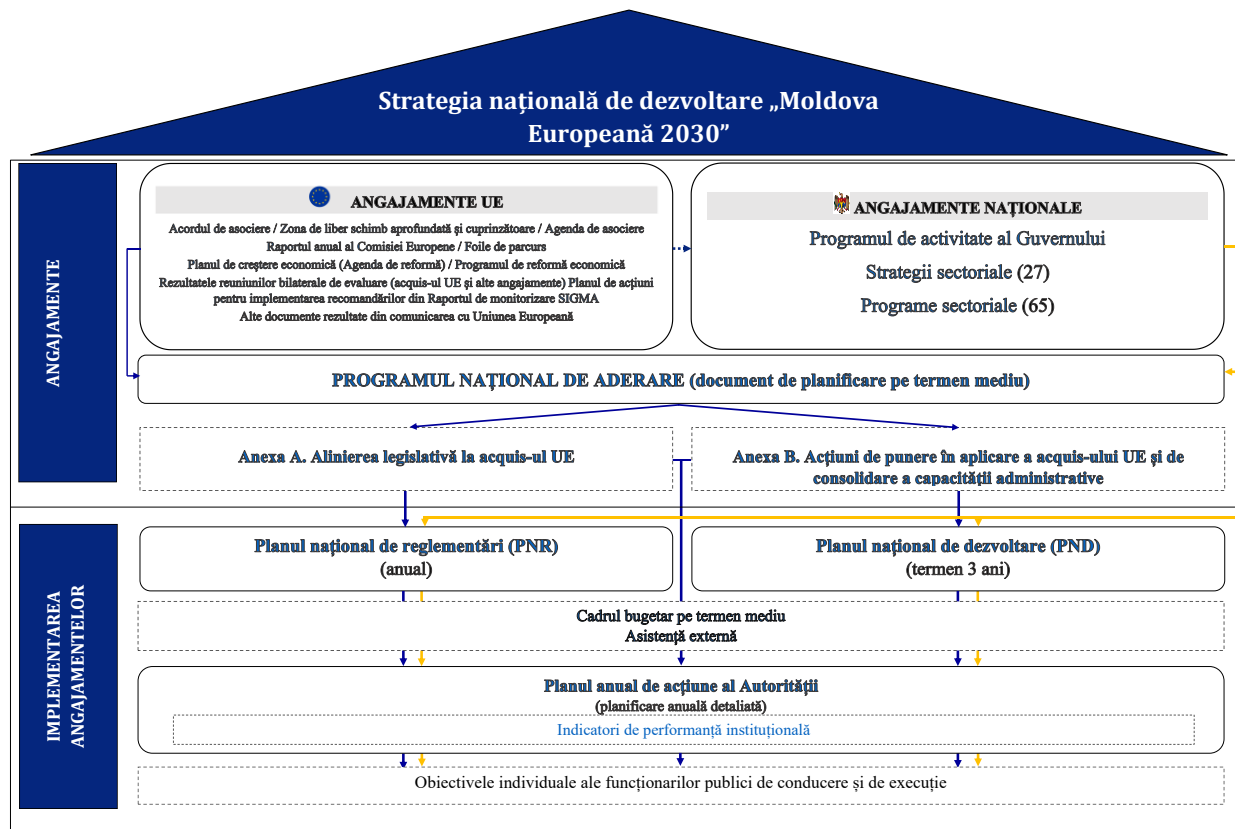 Strategia națională de dezvoltare „Moldova
Europeană 2030”
ANGAJAMENTE
ANGAJAMENTE UE
Acordul de asociere / Zona de liber schimb aprofundată și cuprinzătoare / Agenda de asociere
Raportul anual al Comisiei Europene / Foile de parcurs
Planul de creștere economică (Agenda de reformă) / Programul de reformă economică
Rezultatele reuniunilor bilaterale de evaluare (acquis-ul UE și alte angajamente) Planul de acțiuni
pentru implementarea recomandărilor din Raportul de monitorizare SIGMA
Alte documente rezultate din comunicarea cu Uniunea Europeană
ANGAJAMENTE NAȚIONALE
Programul de activitate al Guvernului
Strategii sectoriale (27)
Programe sectoriale (65)
PROGRAMUL NAȚIONAL DE ADERARE (document de planificare pe termen mediu)
Anexa A. Alinierea legislativă la acquis-ul UE
Anexa B. Acțiuni de punere în aplicare a acquis-ului UE și de
consolidare a capacității administrative
IMPLEMENTAREA
ANGAJAMENTELOR
Planul național de reglementări (PNR)
(anual)
Planul național de dezvoltare (PND)
(termen 3 ani)
Cadrul bugetar pe termen mediu
Asistență externă
Planul anual de acțiune al Autorității
(planificare anuală detaliată)
Indicatori de performanță instituțională
Obiectivele individuale ale funcționarilor publici de conducere și de execuție